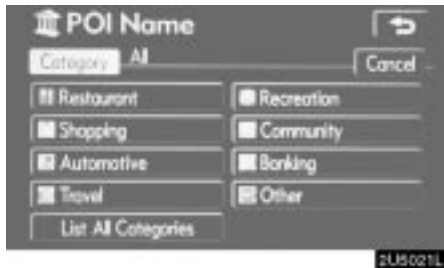 POI Name
Category All Cancel
Restaurant Recreation
Shopping Community
Automotive Banking
Travel Other
List All Categories
2U5021L